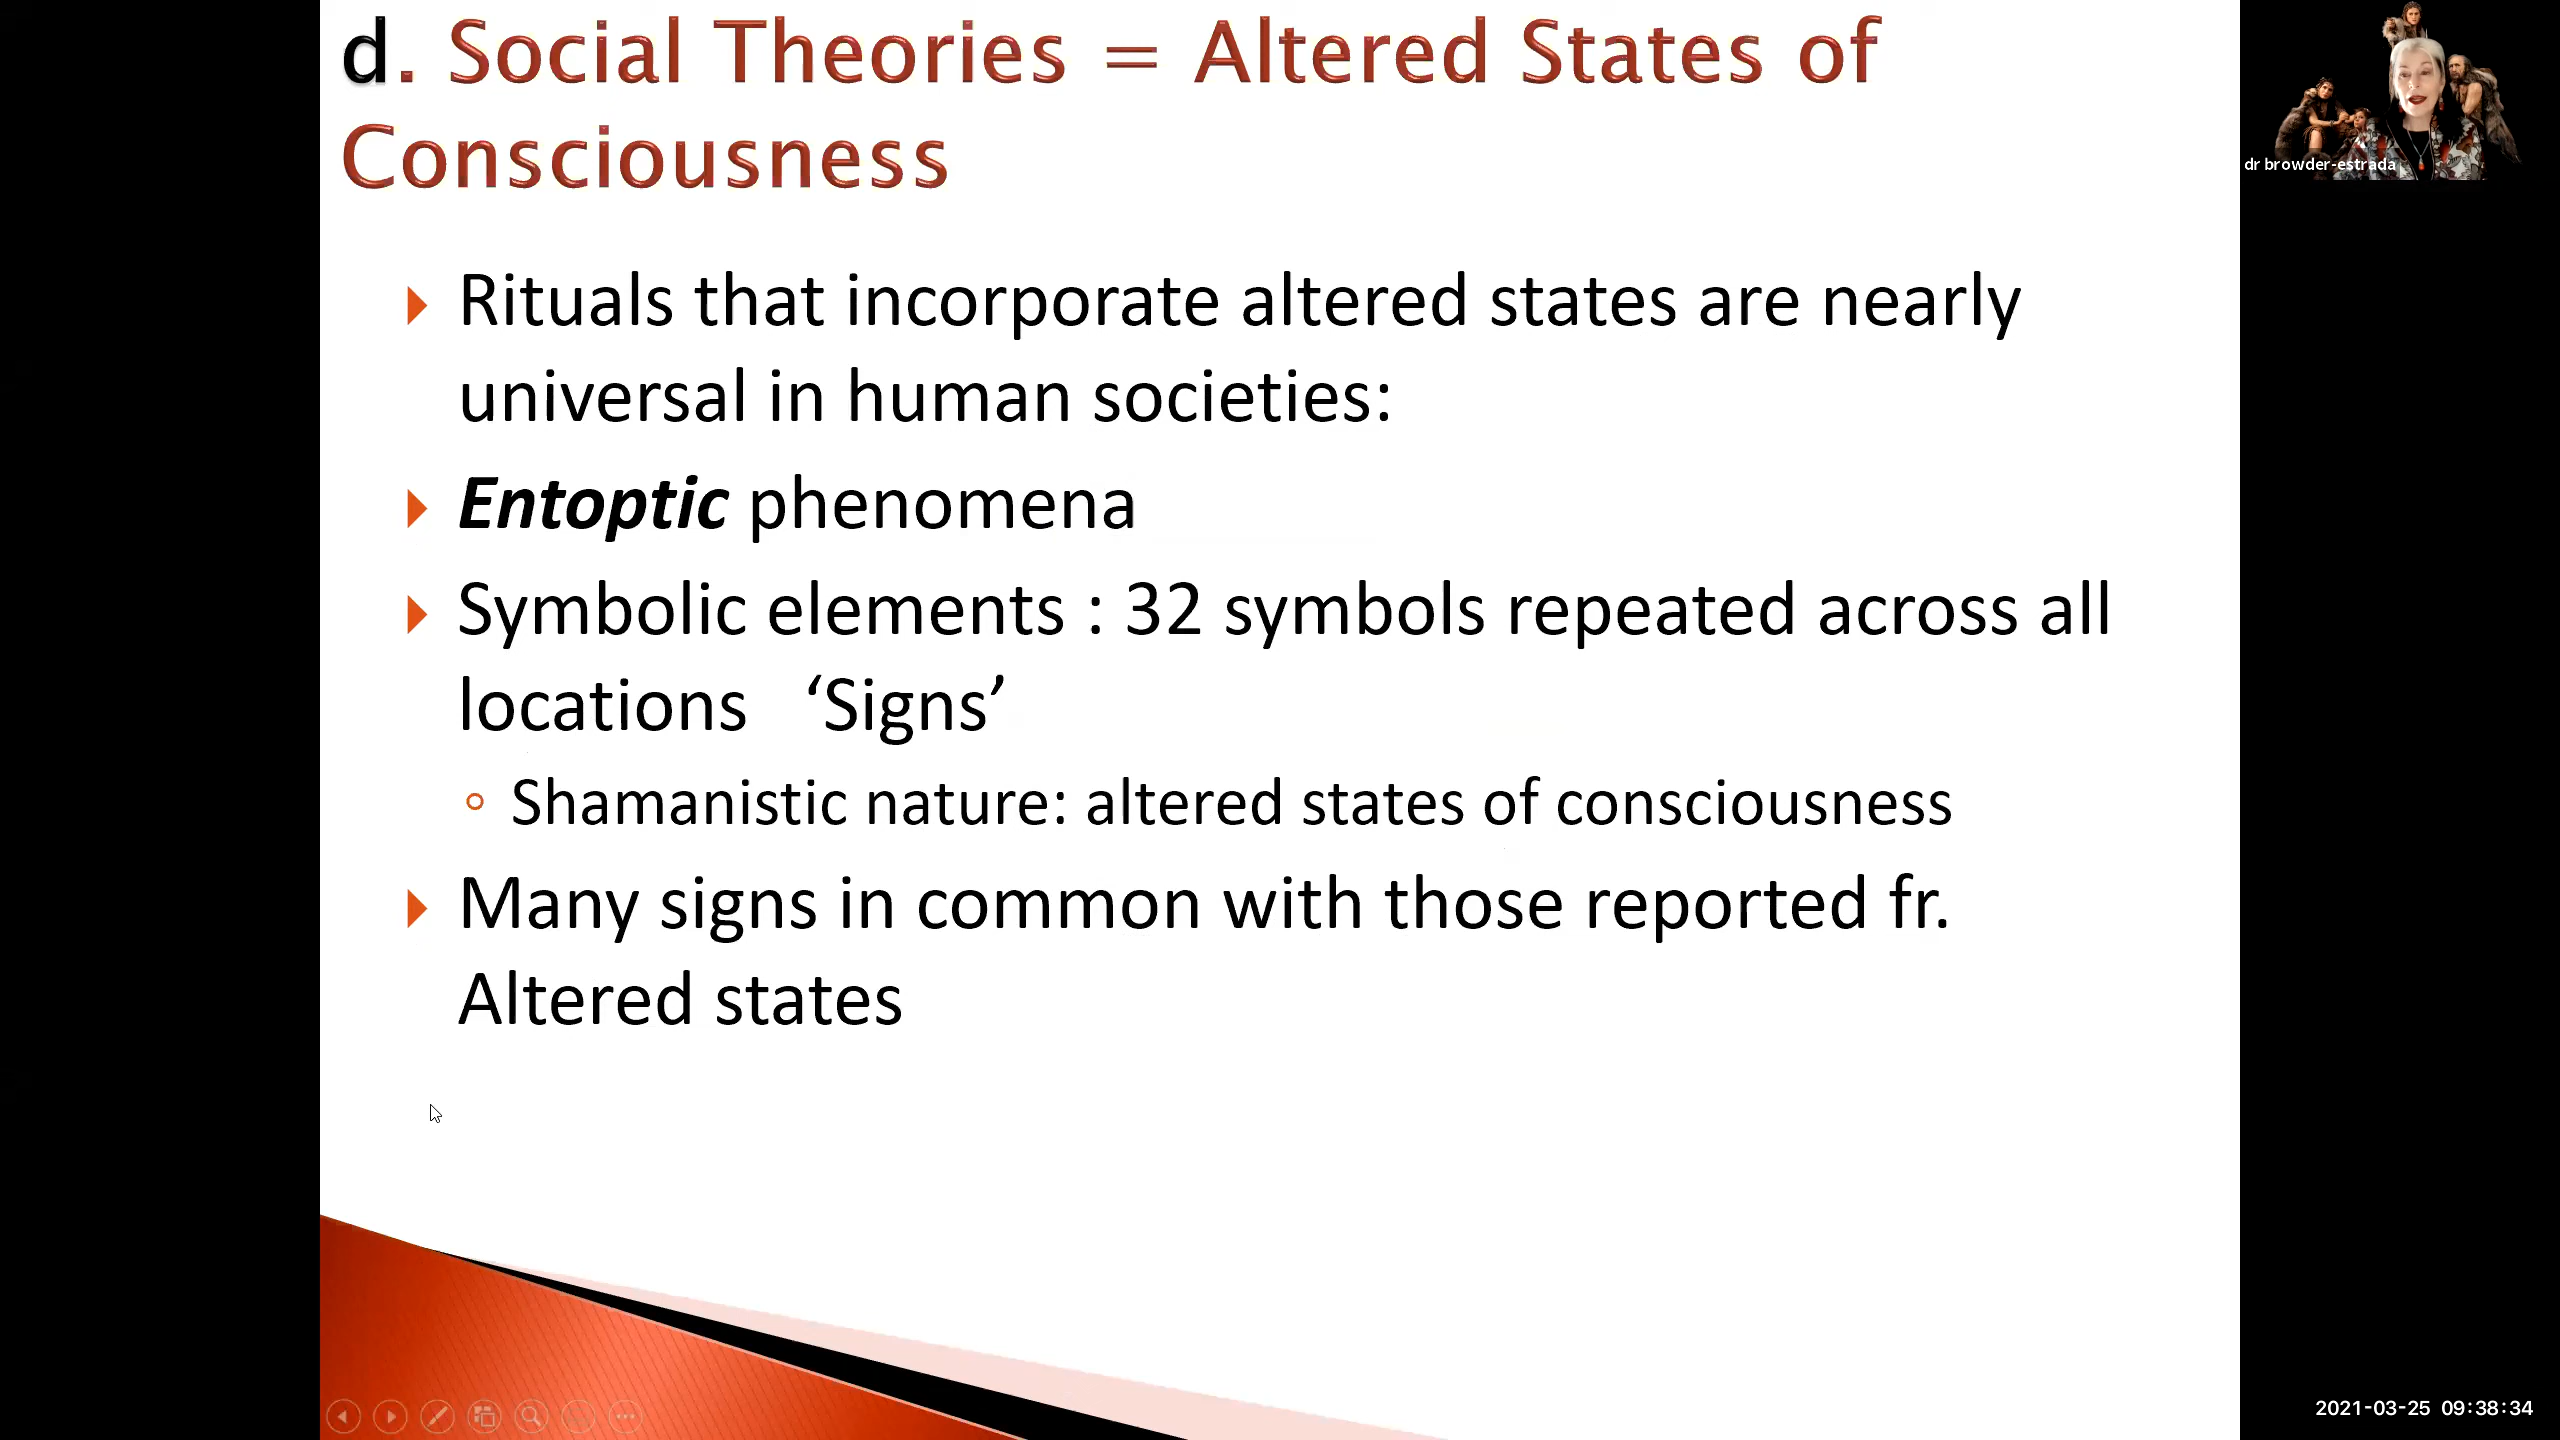 d. Social Theories = Altered States of
Consciousness
dr browder-estrada
Rituals that incorporate altered states are nearly
universal in human societies:
Entoptic phenomena
Symbolic elements : 32 symbols repeated across all
locations ‘Signs’
Shamanistic nature: altered states of consciousness
Many signs in common with those reported fr.
Altered states
2021-03-25 09:38:34